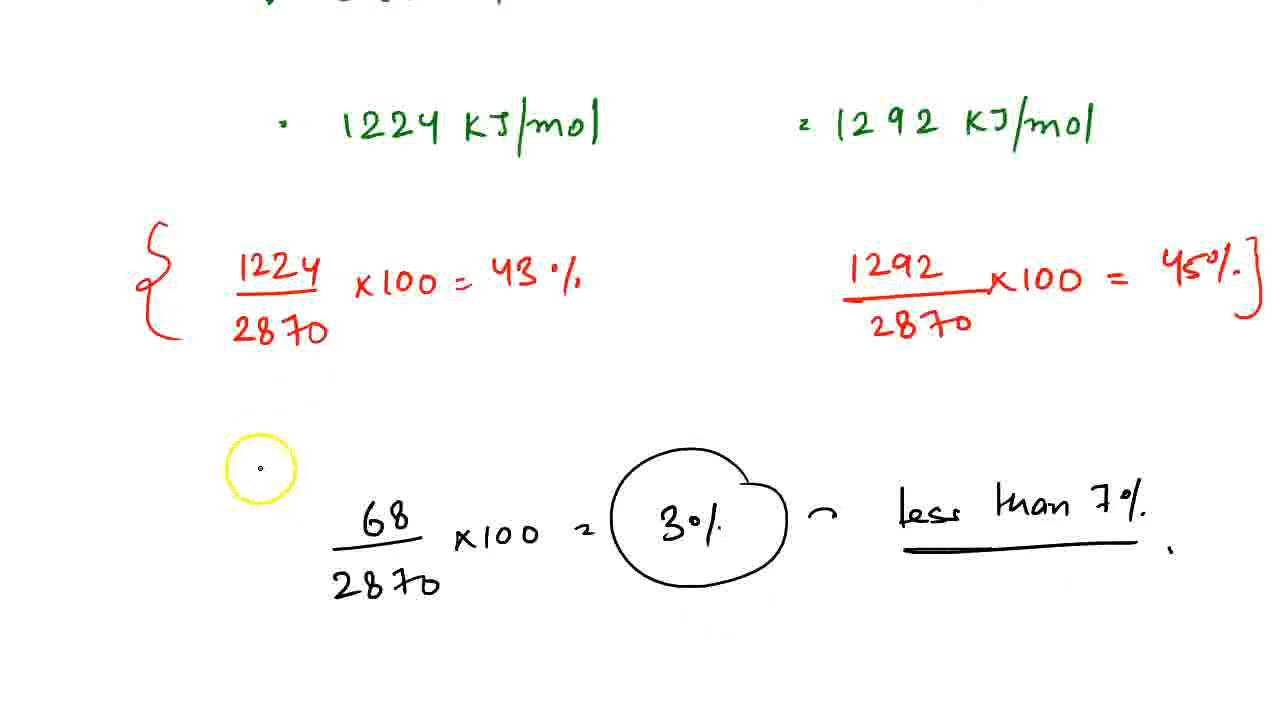 = 1224 KJ/mol = 1292 KJ/mol
1224/2870 x100 = 43% 1292/2870 x100 = 45%.
68/2870 x100 = 3% less than 7%.